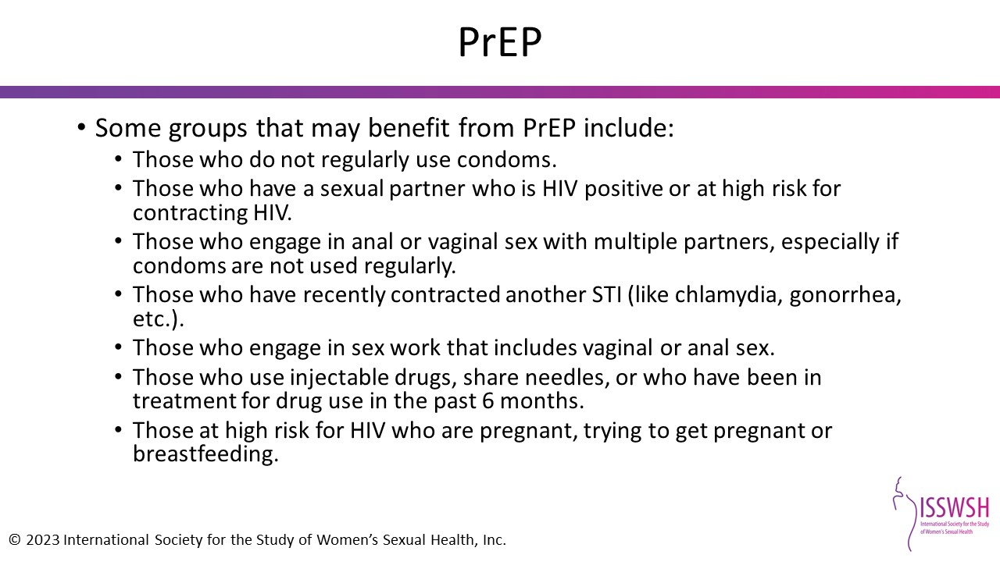 PrEP
• Some groups that may benefit from PrEP include:
• Those who do not regularly use condoms.
• Those who have a sexual partner who is HIV positive or at high risk for
contracting HIV.
• Those who engage in anal or vaginal sex with multiple partners, especially if
condoms are not used regularly.
• Those who have recently contracted another STI (like chlamydia, gonorrhea,
etc.).
• Those who engage in sex work that includes vaginal or anal sex.
• Those who use injectable drugs, share needles, or who have been in
treatment for drug use in the past 6 months.
• Those at high risk for HIV who are pregnant, trying to get pregnant or
breastfeeding.
ISSWSH
International Society for the Study
of Women's Sexual Health
© 2023 International Society for the Study of Women’s Sexual Health, Inc.